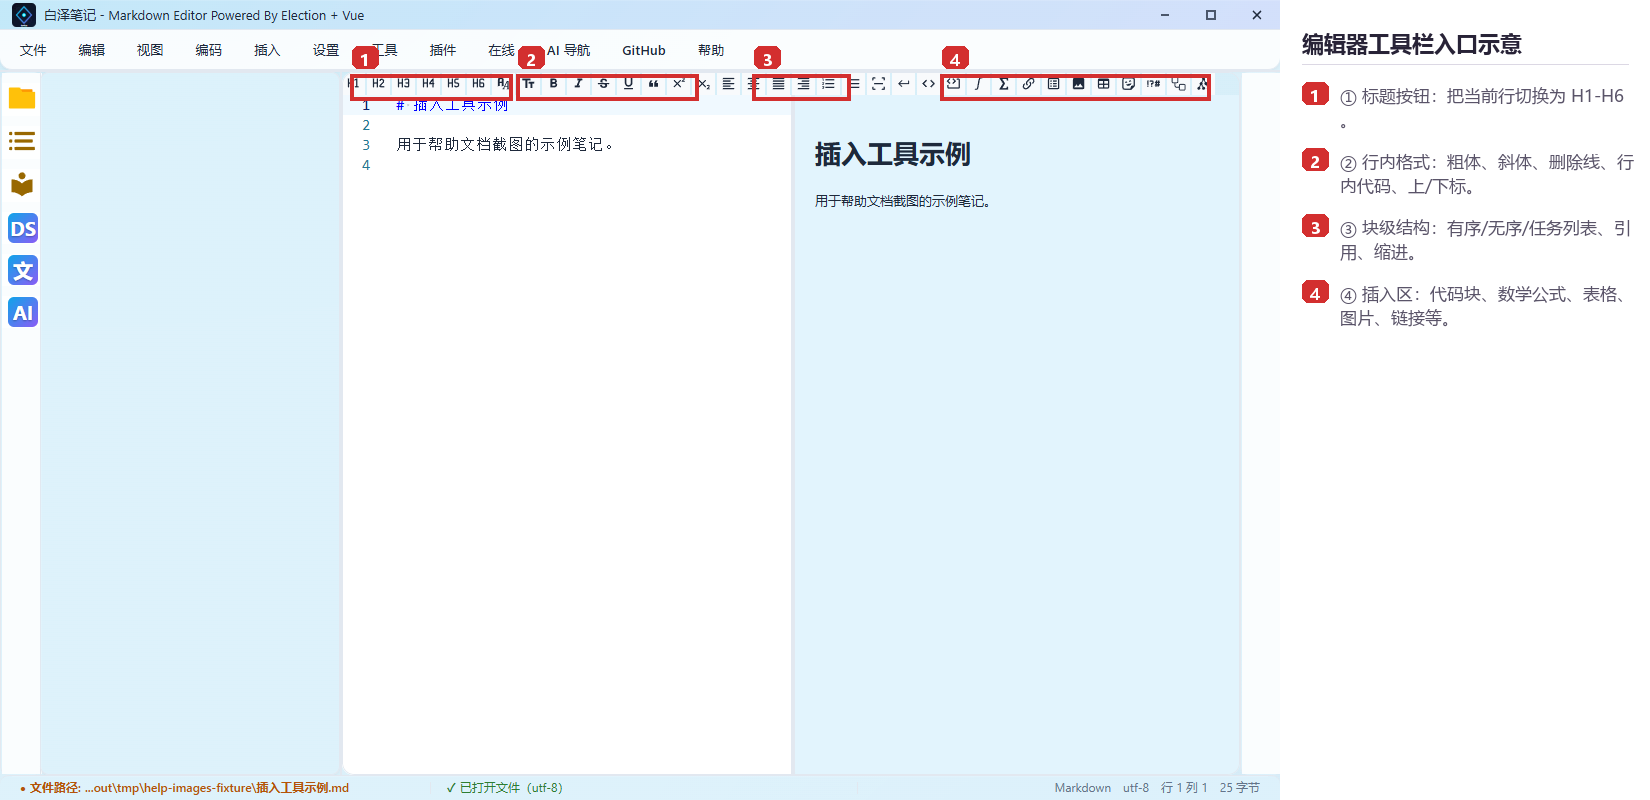 白泽笔记 - Markdown Editor Powered By Election + Vue
文件 编辑 视图 编码 插入 设置 工具 插件 在线 AI 导航 GitHub 帮助
1 2 3 4
H1 H2 H3 H4 H5 H6
1 # 插入工具示例
2
3 用于帮助文档截图的示例笔记。
4
插入工具示例
用于帮助文档截图的示例笔记。
DS
文
AI
• 文件路径: ...out\tmp\help-images-fixture\插入工具示例.md ✓ 已打开文件（utf-8） Markdown utf-8 行 1 列 1 25 字节
编辑器工具栏入口示意
1 ① 标题按钮：把当前行切换为 H1-H6
。
2 ② 行内格式：粗体、斜体、删除线、行
内代码、上/下标。
3 ③ 块级结构：有序/无序/任务列表、引
用、缩进。
4 ④ 插入区：代码块、数学公式、表格、
图片、链接等。